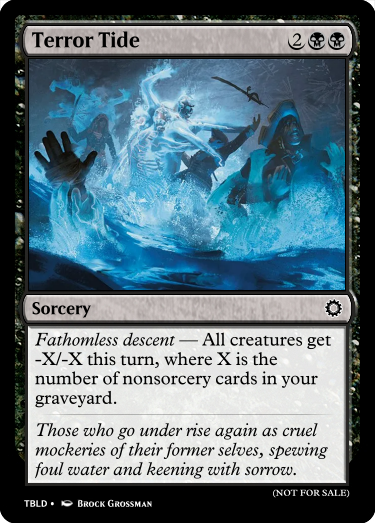 Terror Tide 2
Sorcery
Fathomless descent — All creatures get
-X/-X this turn, where X is the
number of nonsorcery cards in your
graveyard.
Those who go under rise again as cruel
mockeries of their former selves, spewing
foul water and keening with sorrow.
(NOT FOR SALE)
TBLD • Brock Grossman